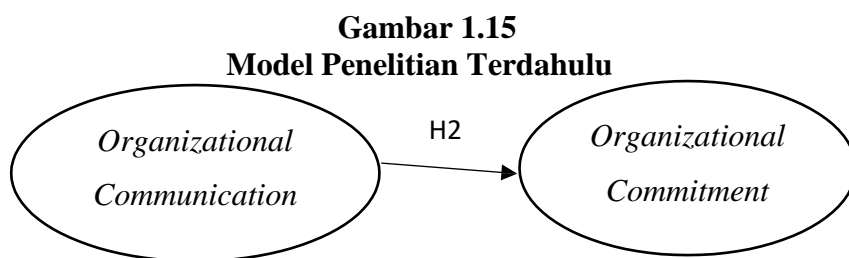 Gambar 1.15
Model Penelitian Terdahulu
Organizational
Communication
H2
Organizational
Commitment